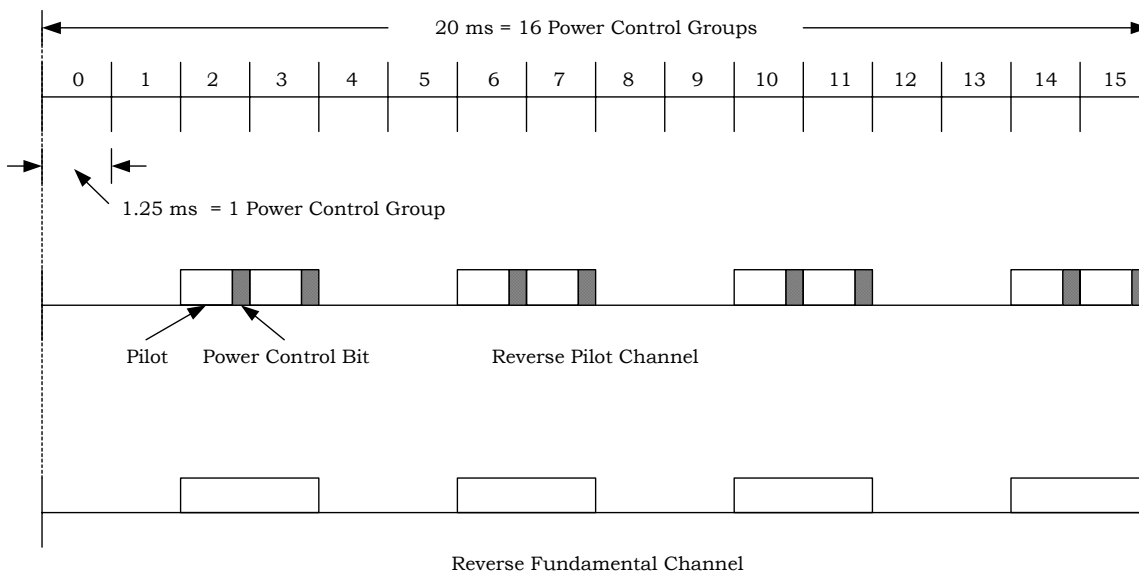 20 ms = 16 Power Control Groups
0 1 2 3 4 5 6 7 8 9 10 11 12 13 14 15
1.25 ms = 1 Power Control Group
Pilot Power Control Bit Reverse Pilot Channel
Reverse Fundamental Channel